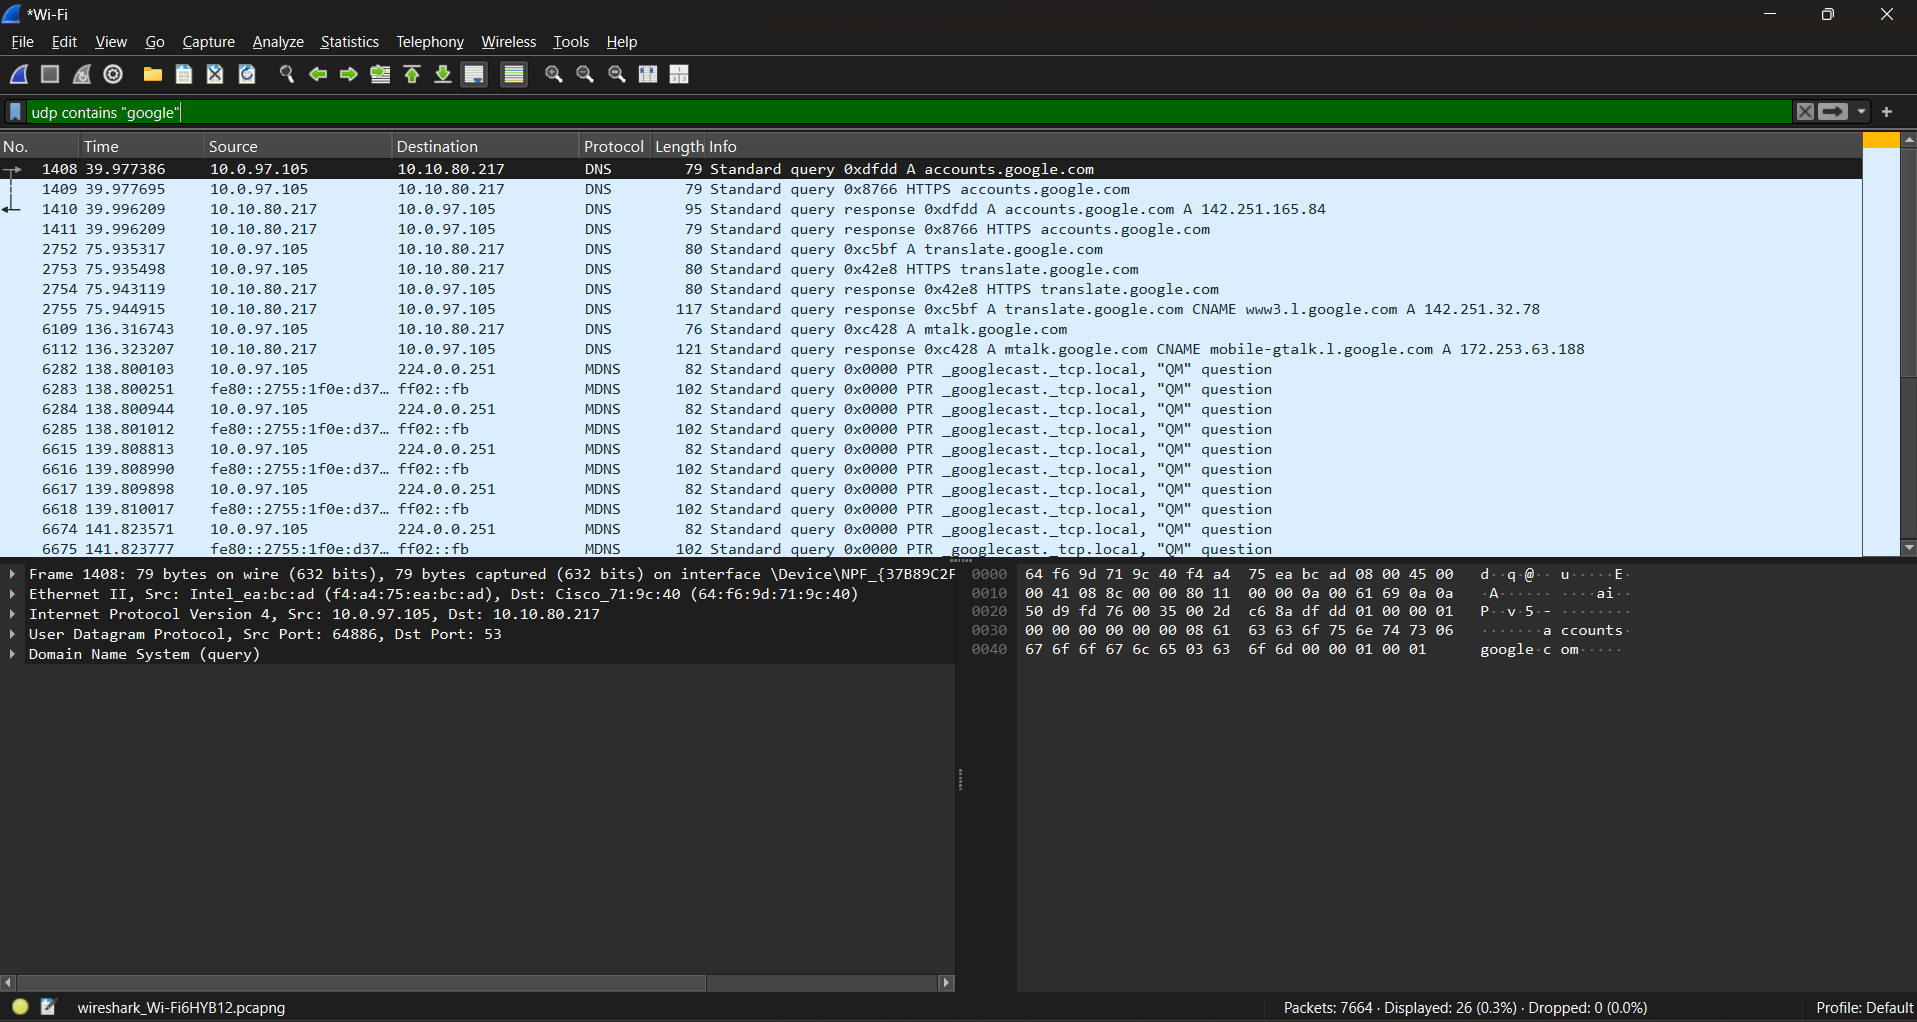 *Wi-Fi
File Edit View Go Capture Analyze Statistics Telephony Wireless Tools Help
udp contains "google"
No. Time Source Destination Protocol Length Info
1408 39.977386 10.0.97.105 10.10.80.217 DNS 79 Standard query 0xdfdd A accounts.google.com
1409 39.977695 10.0.97.105 10.10.80.217 DNS 79 Standard query 0x8766 HTTPS accounts.google.com
1410 39.996209 10.10.80.217 10.0.97.105 DNS 95 Standard query response 0xdfdd A accounts.google.com A 142.251.165.84
1411 39.996209 10.10.80.217 10.0.97.105 DNS 79 Standard query response 0x8766 HTTPS accounts.google.com
2752 75.935317 10.0.97.105 10.10.80.217 DNS 80 Standard query 0xc5bf A translate.google.com
2753 75.935498 10.0.97.105 10.10.80.217 DNS 80 Standard query 0x42e8 HTTPS translate.google.com
2754 75.943119 10.10.80.217 10.0.97.105 DNS 80 Standard query response 0x42e8 HTTPS translate.google.com
2755 75.944915 10.10.80.217 10.0.97.105 DNS 117 Standard query response 0xc5bf A translate.google.com CNAME www3.l.google.com A 142.251.32.78
6109 136.316743 10.0.97.105 10.10.80.217 DNS 76 Standard query 0xc428 A mtalk.google.com
6112 136.323207 10.10.80.217 10.0.97.105 DNS 121 Standard query response 0xc428 A mtalk.google.com CNAME mobile-gtalk.l.google.com A 172.253.63.188
6282 138.800103 10.0.97.105 224.0.0.251 MDNS 82 Standard query 0x0000 PTR _googlecast._tcp.local, "QM" question
6283 138.800251 fe80::2755:1f0e:d37… ff02::fb MDNS 102 Standard query 0x0000 PTR _googlecast._tcp.local, "QM" question
6284 138.800944 10.0.97.105 224.0.0.251 MDNS 82 Standard query 0x0000 PTR _googlecast._tcp.local, "QM" question
6285 138.801012 fe80::2755:1f0e:d37… ff02::fb MDNS 102 Standard query 0x0000 PTR _googlecast._tcp.local, "QM" question
6615 139.808813 10.0.97.105 224.0.0.251 MDNS 82 Standard query 0x0000 PTR _googlecast._tcp.local, "QM" question
6616 139.808990 fe80::2755:1f0e:d37… ff02::fb MDNS 102 Standard query 0x0000 PTR _googlecast._tcp.local, "QM" question
6617 139.809898 10.0.97.105 224.0.0.251 MDNS 82 Standard query 0x0000 PTR _googlecast._tcp.local, "QM" question
6618 139.810017 fe80::2755:1f0e:d37… ff02::fb MDNS 102 Standard query 0x0000 PTR _googlecast._tcp.local, "QM" question
6674 141.823571 10.0.97.105 224.0.0.251 MDNS 82 Standard query 0x0000 PTR _googlecast._tcp.local, "QM" question
6675 141.823777 fe80::2755:1f0e:d37… ff02::fb MDNS 102 Standard query 0x0000 PTR _googlecast._tcp.local, "QM" question
Frame 1408: 79 bytes on wire (632 bits), 79 bytes captured (632 bits) on interface \Device\NPF_{37B89C2F
Ethernet II, Src: Intel_ea:bc:ad (f4:a4:75:ea:bc:ad), Dst: Cisco_71:9c:40 (64:f6:9d:71:9c:40)
Internet Protocol Version 4, Src: 10.0.97.105, Dst: 10.10.80.217
User Datagram Protocol, Src Port: 64886, Dst Port: 53
Domain Name System (query)
0000 64 f6 9d 71 9c 40 f4 a4 75 ea bc ad 08 00 45 00 d··q·@·· u·····E·
0010 00 41 08 8c 00 00 80 11 00 00 0a 00 61 69 0a 0a ·A······ ····ai··
0020 50 d9 fd 76 00 35 00 2d c6 8a df dd 01 00 00 01 P··v·5·- ········
0030 00 00 00 00 00 00 08 61 63 63 6f 75 6e 74 73 06 ·······a ccounts·
0040 67 6f 6f 67 6c 65 03 63 6f 6d 00 00 01 00 01 google·c om·····
wireshark_Wi-Fi6HYB12.pcapng
Packets: 7664 · Displayed: 26 (0.3%) · Dropped: 0 (0.0%)
Profile: Default